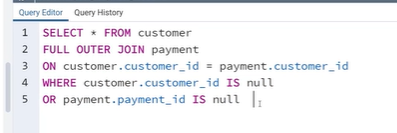 Query Editor Query History
1 SELECT * FROM customer
2 FULL OUTER JOIN payment
3 ON customer.customer_id = payment.customer_id
4 WHERE customer.customer_id IS null
5 OR payment.payment_id IS null